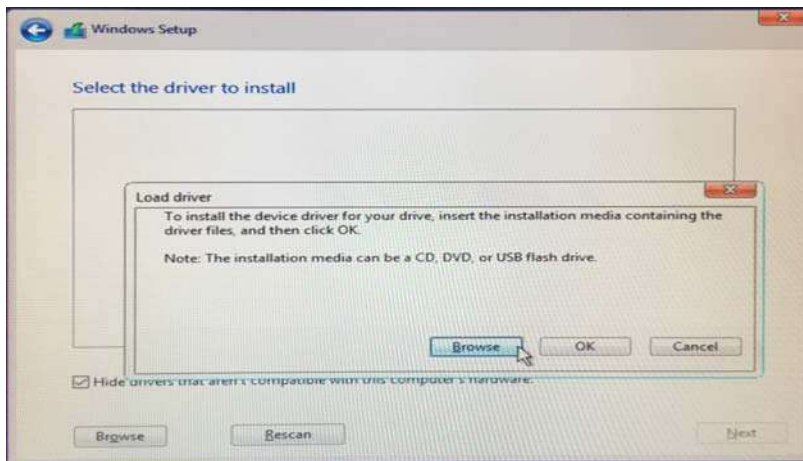 Windows Setup
Select the driver to install
Load driver
To install the device driver for your drive, insert the installation media containing the
driver files, and then click OK.
Note: The installation media can be a CD, DVD, or USB flash drive.
Browse
OK
Cancel
Hide drivers that aren't compatible with this computer's hardware.
Browse
Rescan
Next